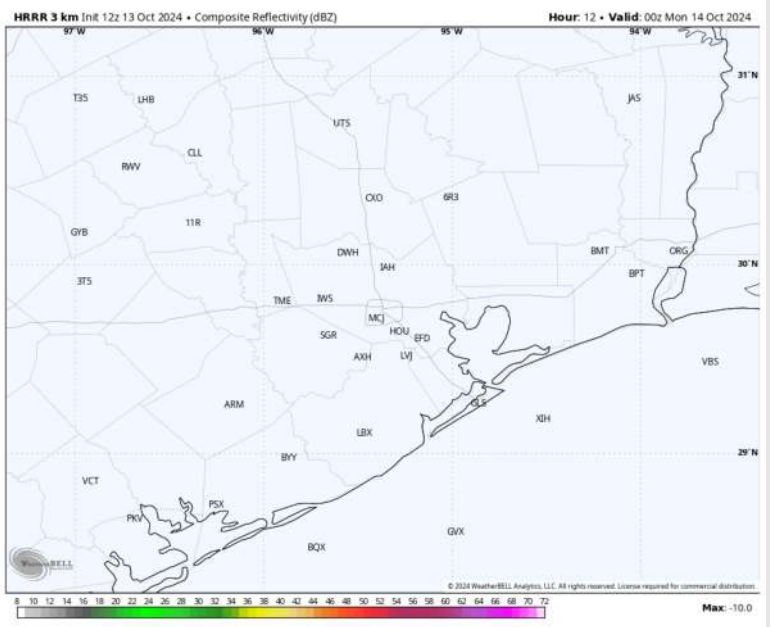 HRRR 3 km Init 12z 13 Oct 2024 • Composite Reflectivity (dBZ) Hour: 12 • Valid: 00z Mon 14 Oct 2024
97°W 96°W 95°W 94°W
31°N
T35 LHB JAS
UTS
CLL
RWV
CXO 6R3
11R
GYB
DWH BMT ORG
IAH
30°N
BPT
3T5
TME IWS
MCJ
SGR HOU EFD
AXH LVJ
VBS
ARM GLS
XIH
LBX
29°N
BYY
VCT
PSX
PKV
GVX
BQX
WeatherBELL
© 2024 WeatherBELL Analytics, LLC. All rights reserved. License required for commercial distribution.
8 10 12 14 16 18 20 22 24 26 28 30 32 34 36 38 40 42 44 46 48 50 52 54 56 58 60 62 64 66 68 70 72
Max: -10.0